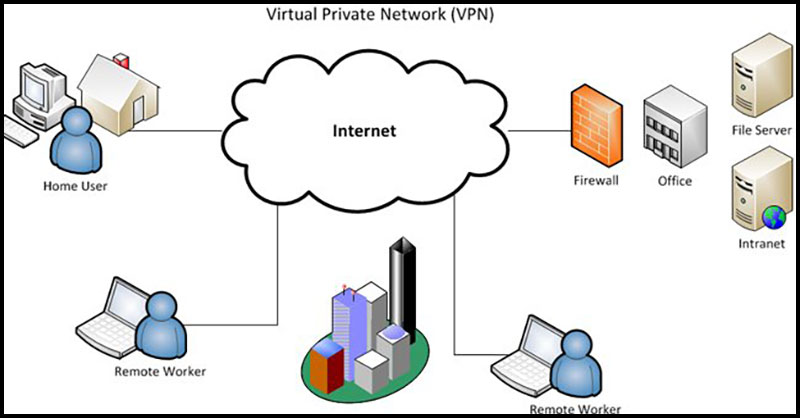 Virtual Private Network (VPN)
Internet
File Server
Home User
Firewall
Office
Intranet
Remote Worker
Remote Worker